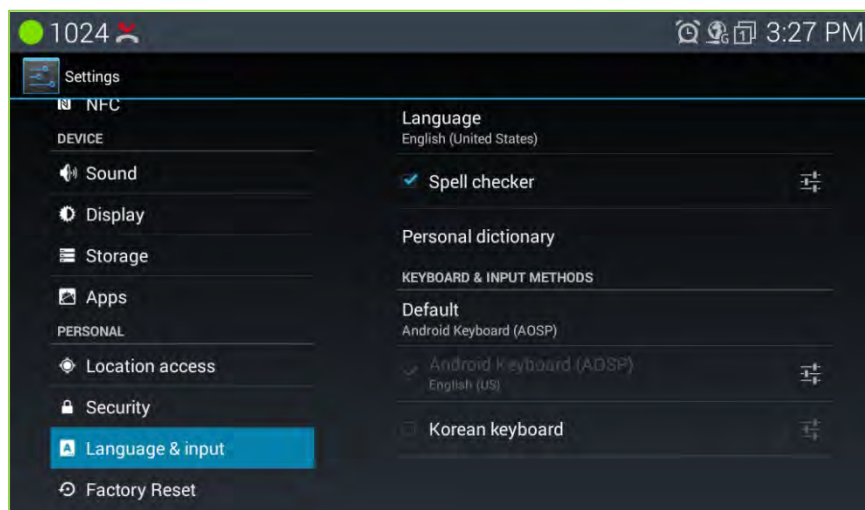 1024
3:27 PM
Settings
NFC
DEVICE
Sound
Display
Storage
Apps
PERSONAL
Location access
Security
Language & input
Factory Reset
Language
English (United States)
Spell checker
Personal dictionary
KEYBOARD & INPUT METHODS
Default
Android Keyboard (AOSP)
Android Keyboard (AOSP)
English (US)
Korean keyboard